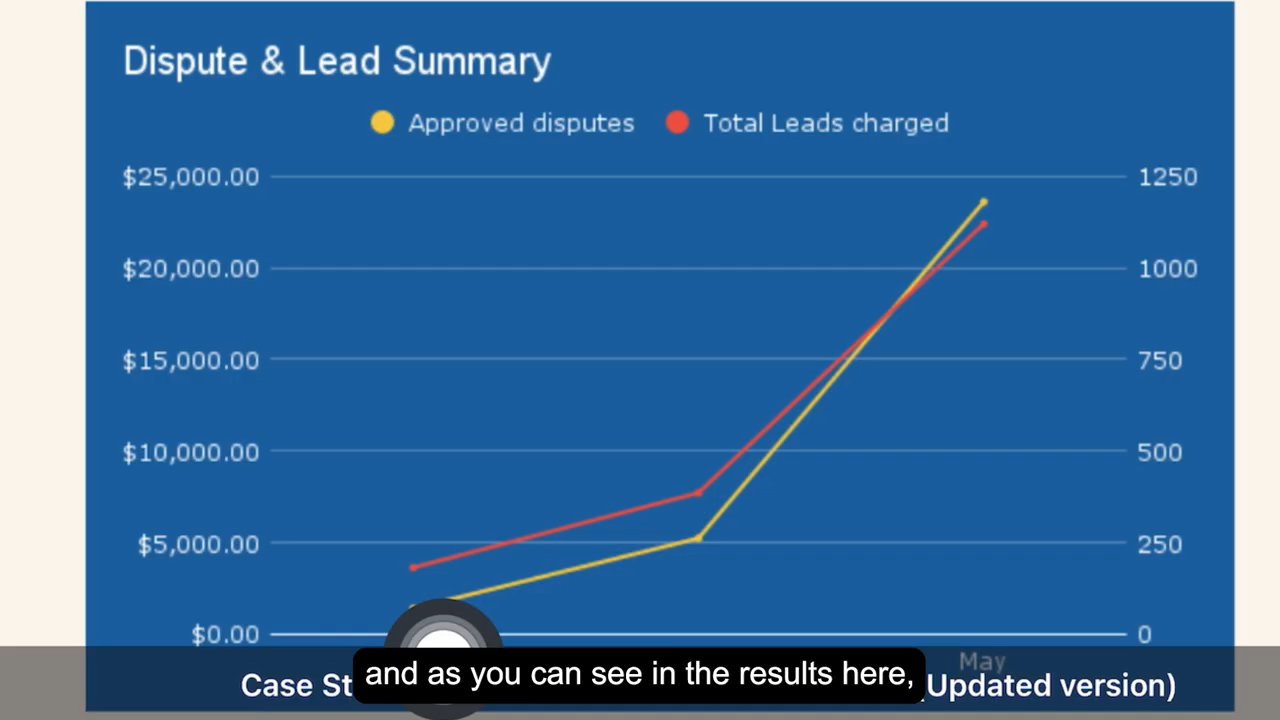 Dispute & Lead Summary
Approved disputes Total Leads charged
$25,000.00 1250
$20,000.00 1000
$15,000.00 750
$10,000.00 500
$5,000.00 250
$0.00 0
May
and as you can see in the results here,
Case St (Updated version)